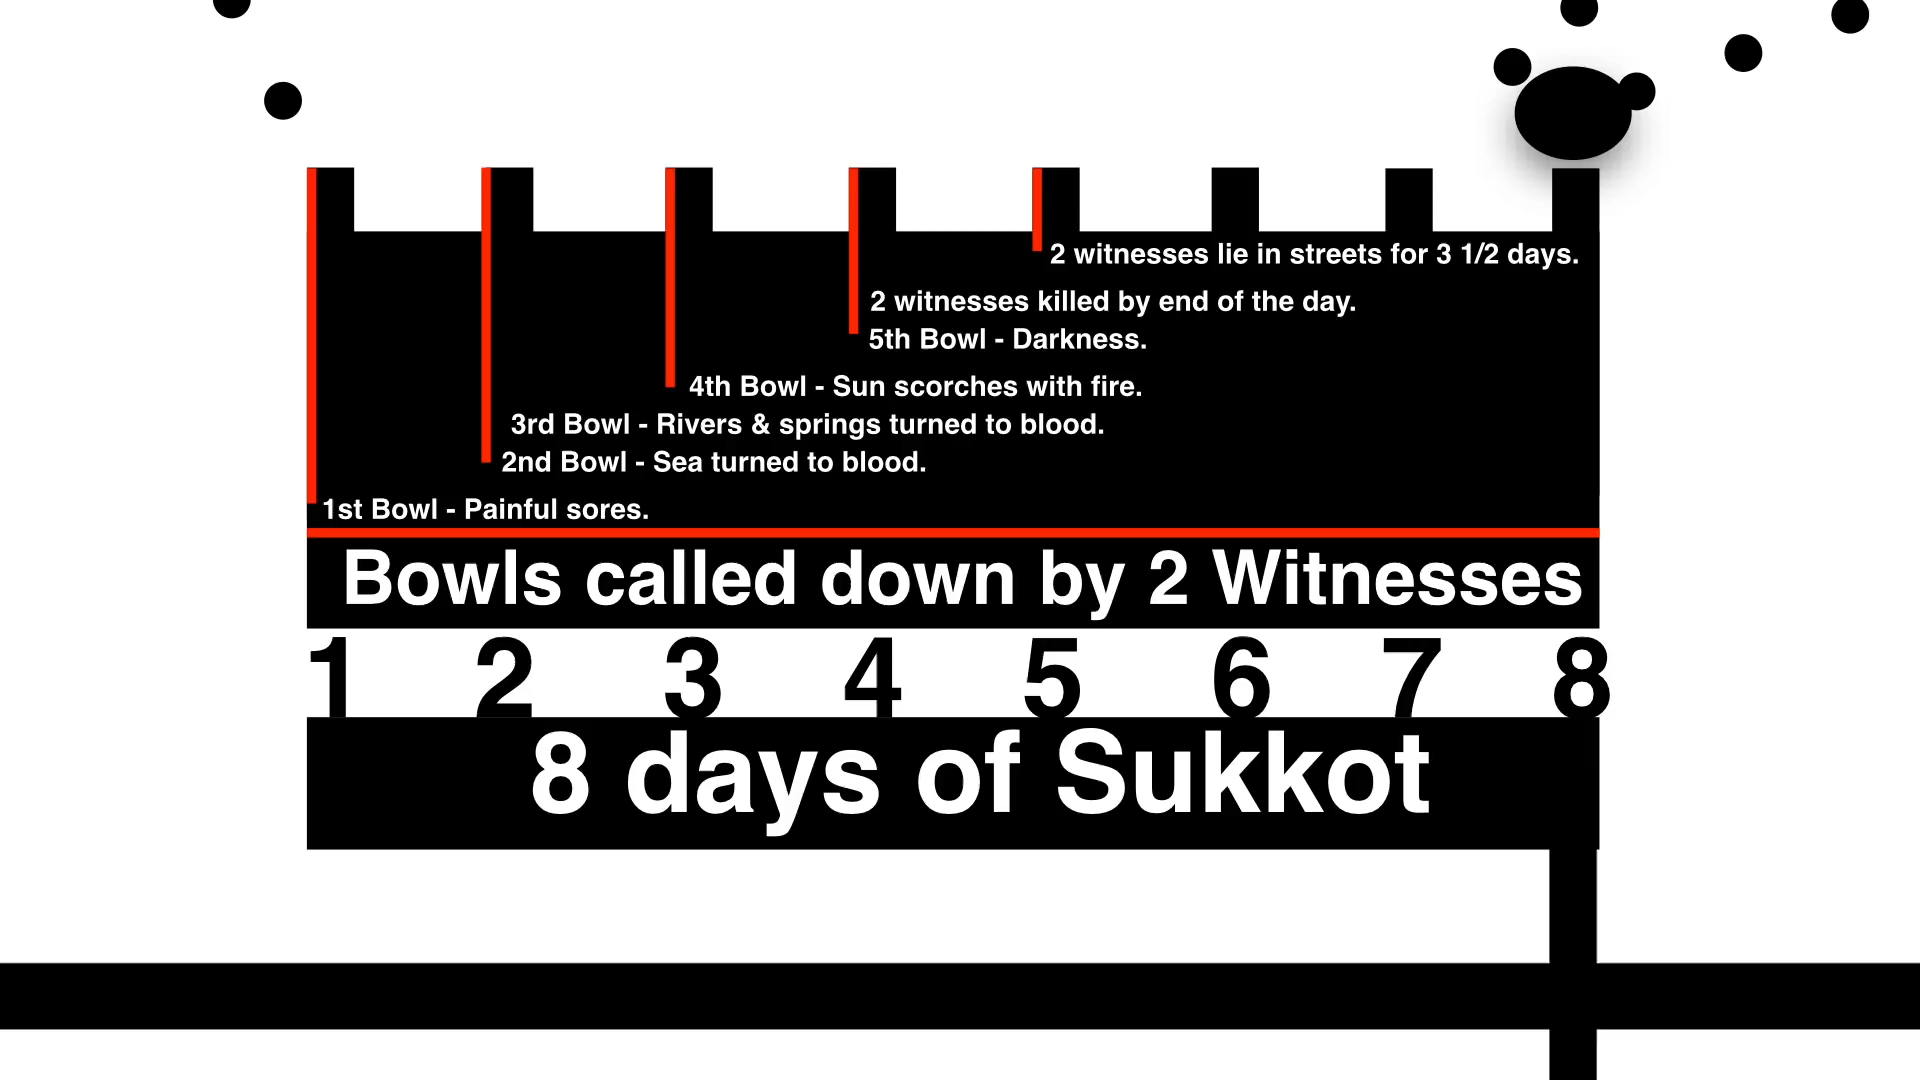 2 witnesses lie in streets for 3 1/2 days.
2 witnesses killed by end of the day.
5th Bowl - Darkness.
4th Bowl - Sun scorches with fire.
3rd Bowl - Rivers & springs turned to blood.
2nd Bowl - Sea turned to blood.
1st Bowl - Painful sores.
Bowls called down by 2 Witnesses
1 2 3 4 5 6 7 8
8 days of Sukkot